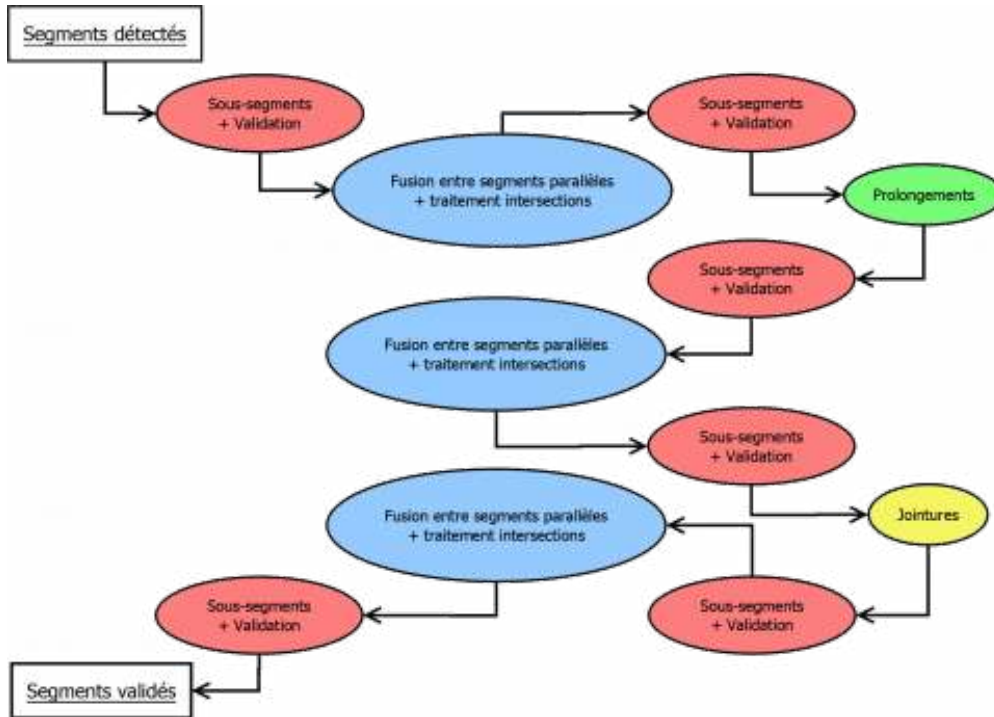 Segments détectés
Sous-segments
+ Validation
Fusion entre segments parallèles
+ traitement intersections
Sous-segments
+ Validation
Prolongements
Sous-segments
+ Validation
Fusion entre segments parallèles
+ traitement intersections
Sous-segments
+ Validation
Jointures
Sous-segments
+ Validation
Fusion entre segments parallèles
+ traitement intersections
Sous-segments
+ Validation
Segments validés